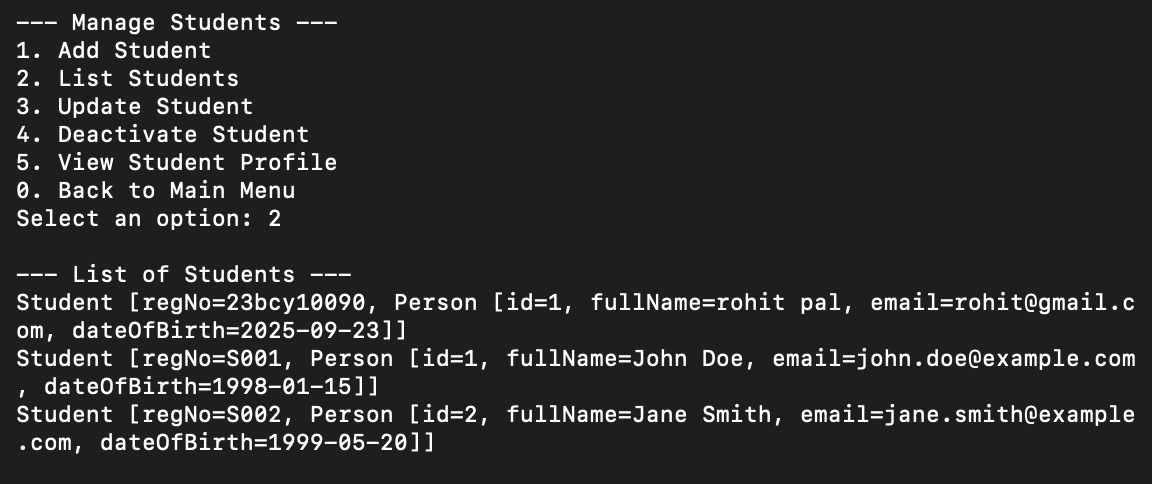 --- Manage Students ---
1. Add Student
2. List Students
3. Update Student
4. Deactivate Student
5. View Student Profile
0. Back to Main Menu
Select an option: 2

--- List of Students ---
Student [regNo=23bcy10090, Person [id=1, fullName=rohit pal, email=rohit@gmail.c
om, dateOfBirth=2025-09-23]]
Student [regNo=S001, Person [id=1, fullName=John Doe, email=john.doe@example.com
, dateOfBirth=1998-01-15]]
Student [regNo=S002, Person [id=2, fullName=Jane Smith, email=jane.smith@example
.com, dateOfBirth=1999-05-20]]